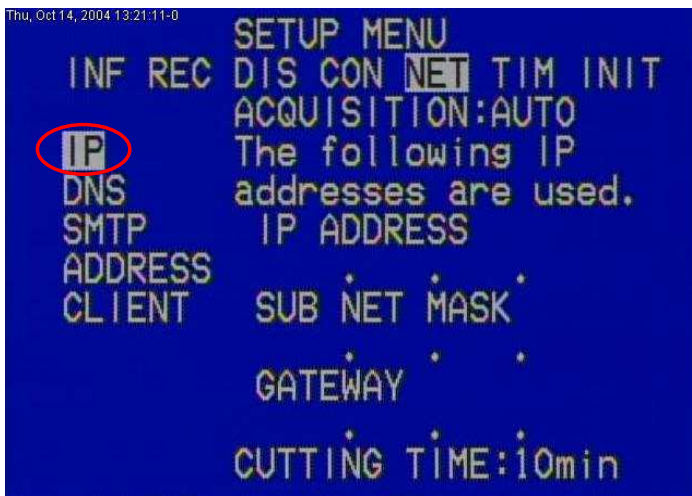 Thu, Oct 14, 2004 13:21:11-0
SETUP MENU
INF REC DIS CON NET TIM INIT
ACQUISITION:AUTO
IP The following IP
DNS addresses are used.
SMTP IP ADDRESS
ADDRESS . . .
CLIENT SUB NET MASK
. . .
GATEWAY
. . .
CUTTING TIME:10min